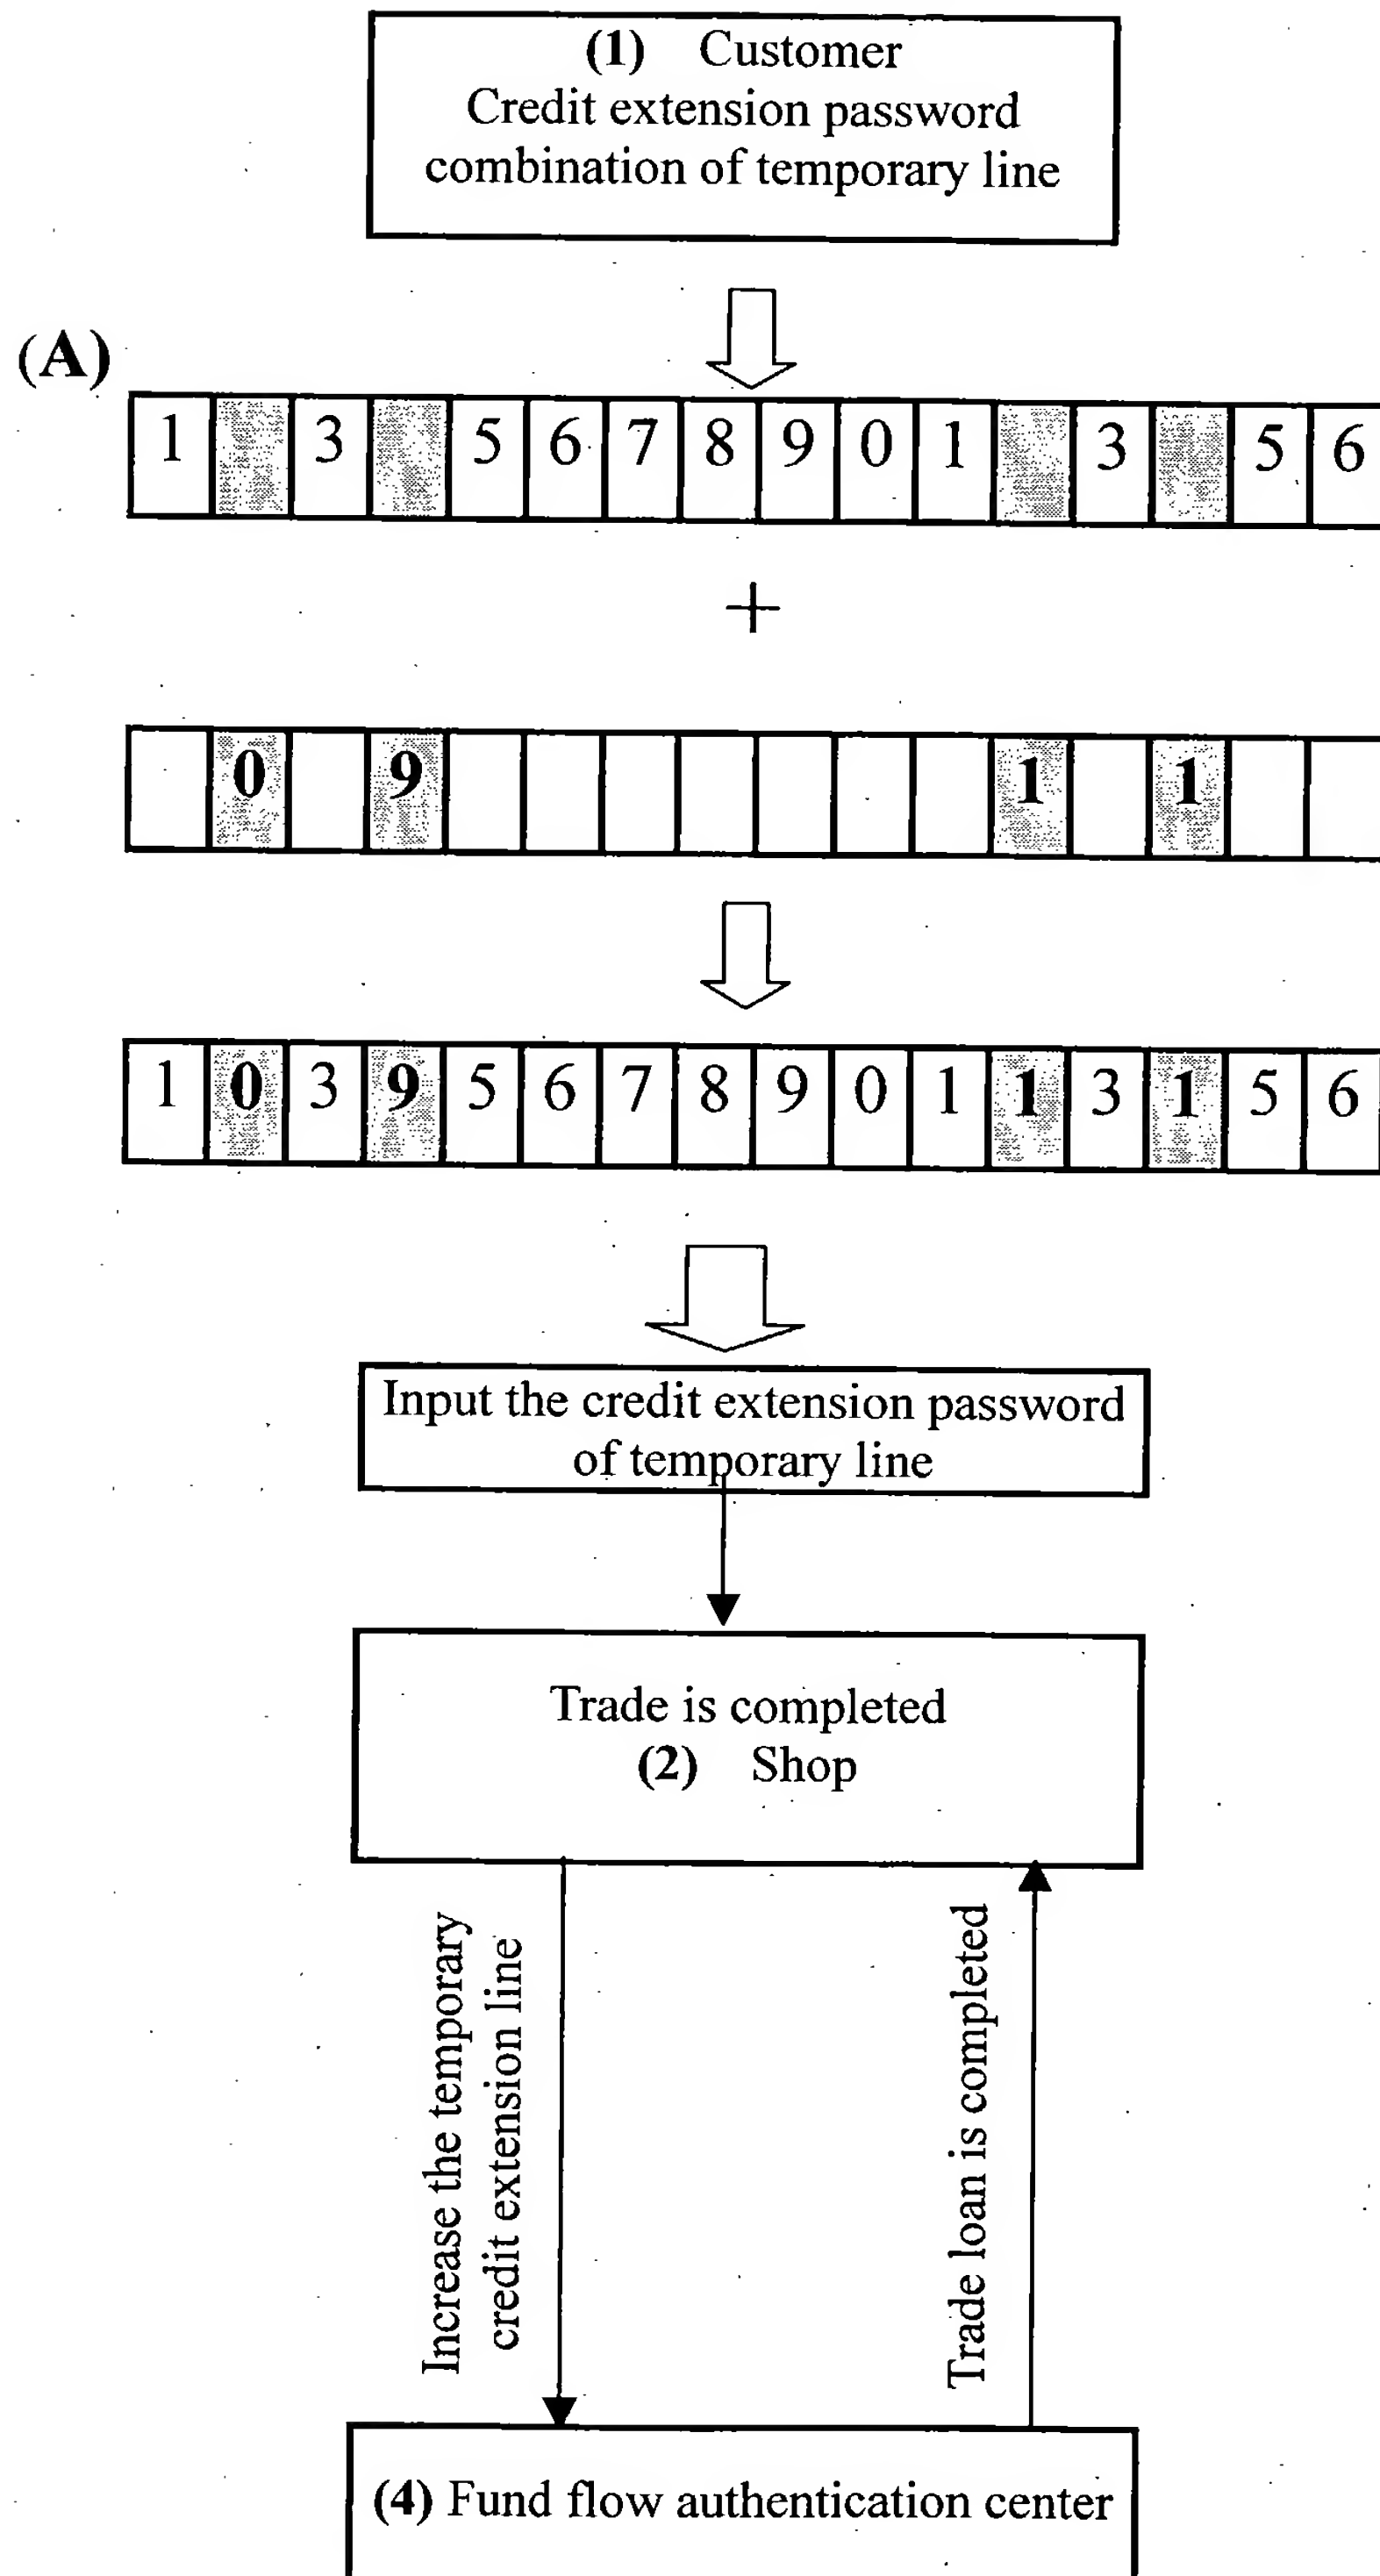 (1) Customer
Credit extension password
combination of temporary line
(A)
1 3 5 6 7 8 9 0 1 3 5 6
+
0 9 1 1
1 0 3 9 5 6 7 8 9 0 1 1 3 1 5 6
Input the credit extension password
of temporary line
Trade is completed
(2) Shop
Increase the temporary
credit extension line
Trade loan is completed
(4) Fund flow authentication center